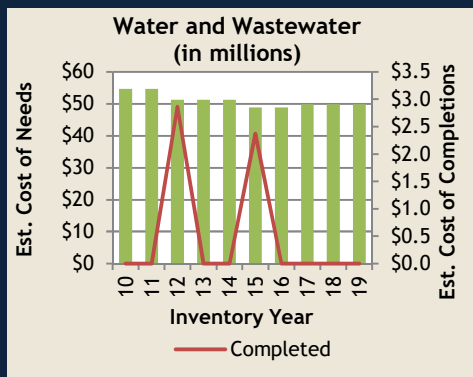 Water and Wastewater
(in millions)
Est. Cost of Needs
$60
$50
$40
$30
$20
$10
$0
$3.5
$3.0
$2.5
$2.0
$1.5
$1.0
$0.5
$0.0
Est. Cost of Completions
10 11 12 13 14 15 16 17 18 19
Inventory Year
Completed